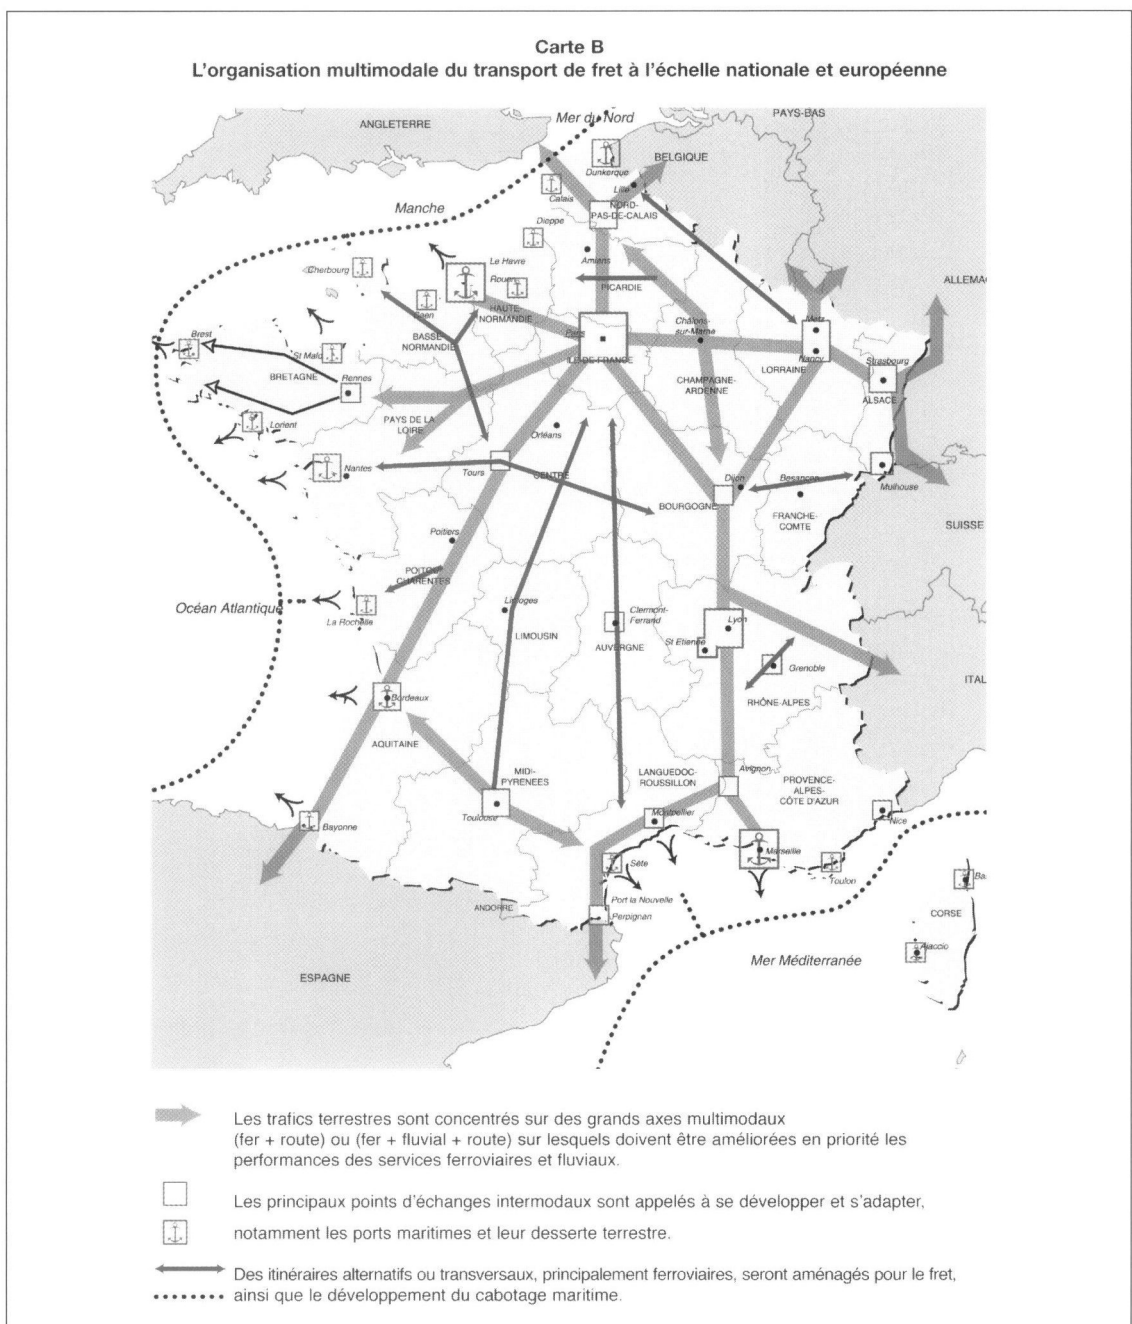 Carte B
L'organisation multimodale du transport de fret à l'échelle nationale et européenne
ANGLETERRE
Mer du Nord
PAYS-BAS
BELGIQUE
Dunkerque
Lille
Calais
NORD-
PAS-DE-CALAIS
Manche
Dieppe
Amiens
Le Havre
Cherbourg
Rouen
PICARDIE
ALLEMA
Caen
HAUTE-
NORMANDIE
Châlons-
sur-Marne
Metz
Paris
Brest
BASSE-
NORMANDIE
St Malo
ILE-DE-FRANCE
Nancy
LORRAINE
Strasbourg
BRETAGNE
Rennes
CHAMPAGNE-
ARDENNE
ALSACE
Lorient
PAYS DE LA
LOIRE
Orléans
Nantes
Tours
CENTRE
Dijon
Besançon
Mulhouse
BOURGOGNE
FRANCHE-
COMTE
SUISSE
Poitiers
POITOU-
CHARENTES
Océan Atlantique
La Rochelle
Limoges
LIMOUSIN
Clermont-
Ferrand
AUVERGNE
Lyon
St Etienne
Grenoble
ITAL
RHÔNE-ALPES
Bordeaux
AQUITAINE
MIDI-
PYRENEES
LANGUEDOC-
ROUSSILLON
Avignon
PROVENCE-
ALPES-
CÔTE D'AZUR
Toulouse
Montpellier
Nice
Bayonne
Marseille
Sète
Toulon
Port la Nouvelle
ANDORRE
Perpignan
Ba
CORSE
Ajaccio
Mer Méditerranée
ESPAGNE
Les trafics terrestres sont concentrés sur des grands axes multimodaux
(fer + route) ou (fer + fluvial + route) sur lesquels doivent être améliorées en priorité les
performances des services ferroviaires et fluviaux.
Les principaux points d'échanges intermodaux sont appelés à se développer et s'adapter,
notamment les ports maritimes et leur desserte terrestre.
Des itinéraires alternatifs ou transversaux, principalement ferroviaires, seront aménagés pour le fret,
ainsi que le développement du cabotage maritime.